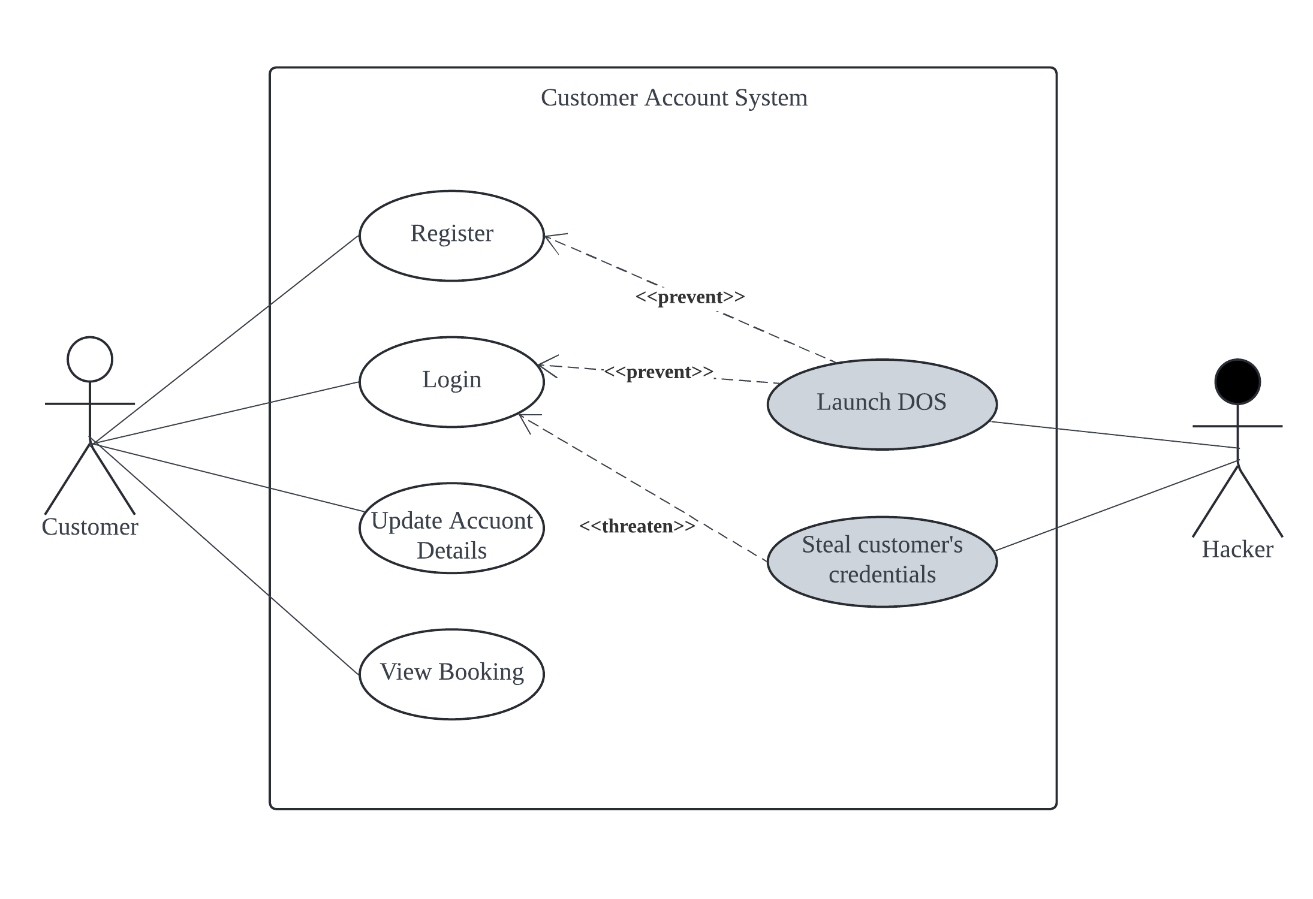 Customer Account System
Register
<<prevent>>
Login
<<prevent>>
Launch DOS
Customer
Update Accuont
Details
<<threaten>>
Steal customer's
credentials
Hacker
View Booking